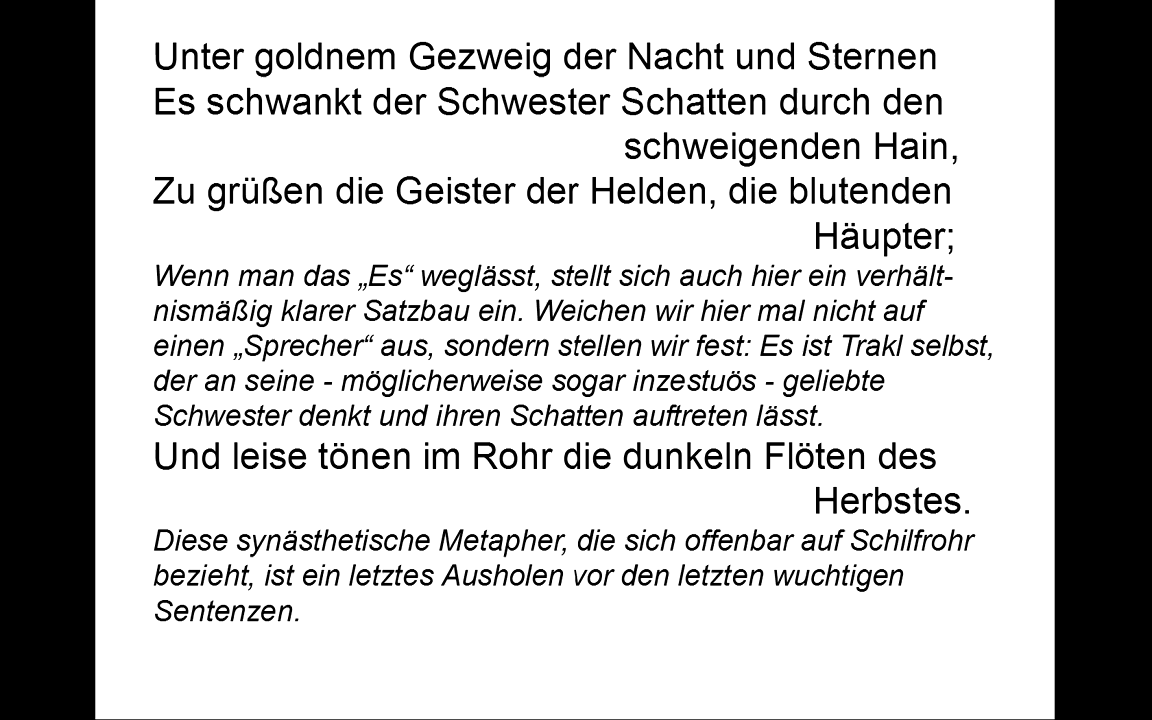 Unter goldnem Gezweig der Nacht und Sternen
Es schwankt der Schwester Schatten durch den
schweigenden Hain,
Zu grüßen die Geister der Helden, die blutenden
Häupter;
Wenn man das „Es“ weglässt, stellt sich auch hier ein verhält-
nismäßig klarer Satzbau ein. Weichen wir hier mal nicht auf
einen „Sprecher“ aus, sondern stellen wir fest: Es ist Trakl selbst,
der an seine - möglicherweise sogar inzestuös - geliebte
Schwester denkt und ihren Schatten auftreten lässt.
Und leise tönen im Rohr die dunkeln Flöten des
Herbstes.
Diese synästhetische Metapher, die sich offenbar auf Schilfrohr
bezieht, ist ein letztes Ausholen vor den letzten wuchtigen
Sentenzen.